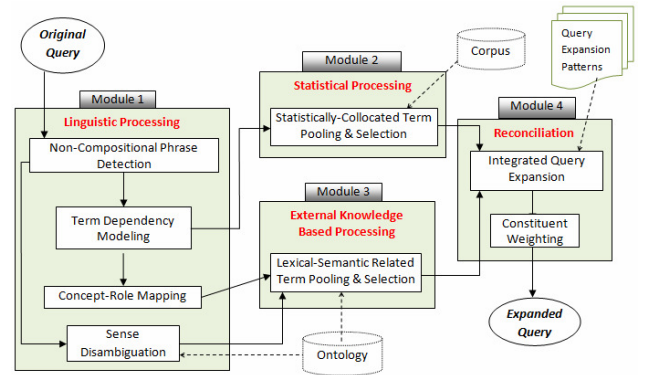 Original
Query
Module 1
Linguistic Processing
Non-Compositional Phrase
Detection
Term Dependency
Modeling
Concept-Role Mapping
Sense
Disambiguation
Module 2
Statistical Processing
Statistically-Collocated Term
Pooling & Selection
Corpus
Module 3
External Knowledge
Based Processing
Lexical-Semantic Related
Term Pooling & Selection
Ontology
Query
Expansion
Patterns
Module 4
Reconciliation
Integrated Query
Expansion
Constituent
Weighting
Expanded
Query